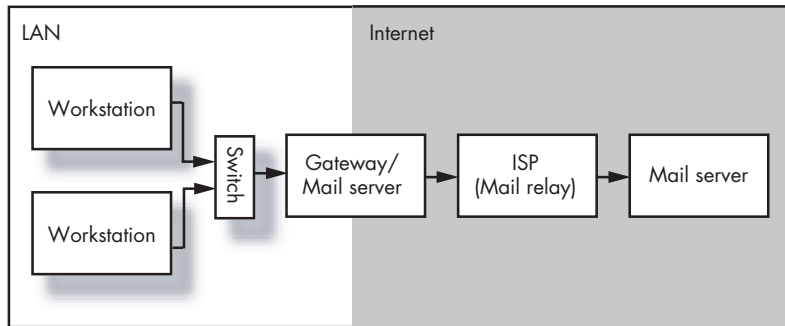 LAN
Internet
Workstation
Workstation
Switch
Gateway/
Mail server
ISP
(Mail relay)
Mail server